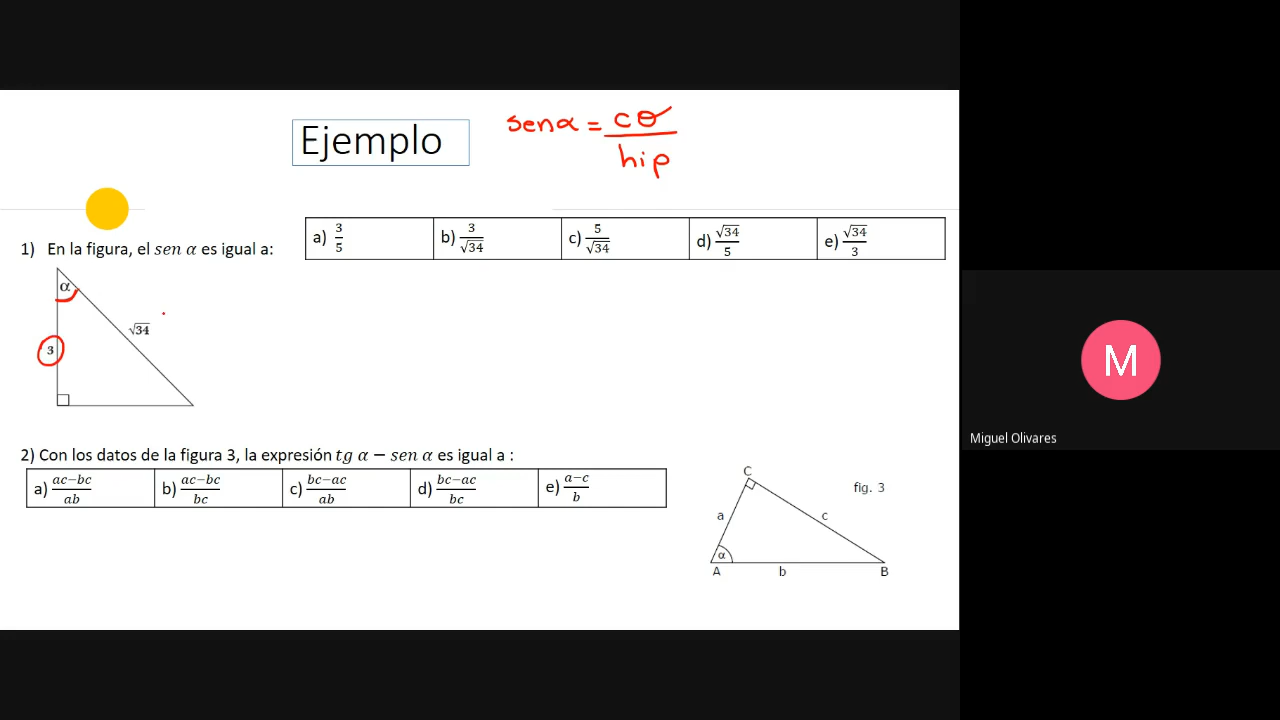 Ejemplo
senα = cθ/hip
1) En la figura, el sen α es igual a:
a) 3/5 b) 3/√34 c) 5/√34 d) √34/5 e) √34/3
α
√34
3
2) Con los datos de la figura 3, la expresión tg α − sen α es igual a :
a) ac−bc/ab b) ac−bc/bc c) bc−ac/ab d) bc−ac/bc e) a−c/b
C
fig. 3
a
c
α
A
b
B
M
Miguel Olivares